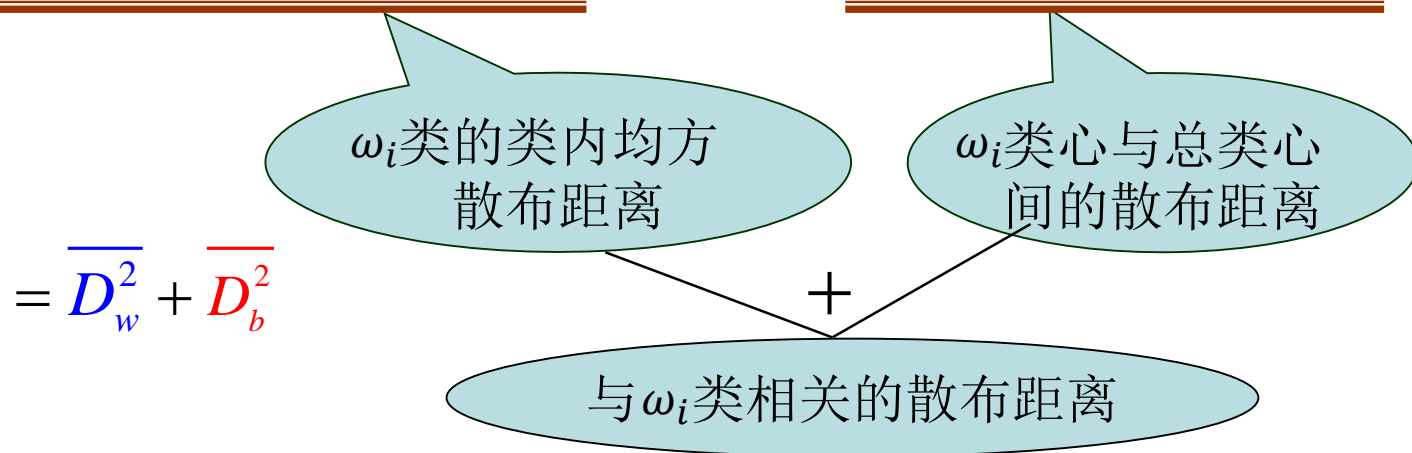 ωᵢ类的类内均方
散布距离
ωᵢ类心与总类心
间的散布距离
= \overline{D_w^2} + \overline{D_b^2}
+
与ωᵢ类相关的散布距离